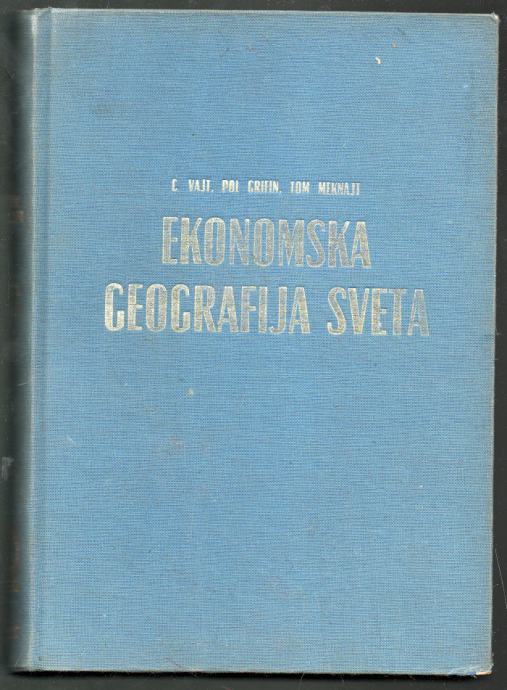 C. VAJT, POL GRIFIN, TOM MEKNAJT
EKONOMSKA
GEOGRAFIJA SVETA